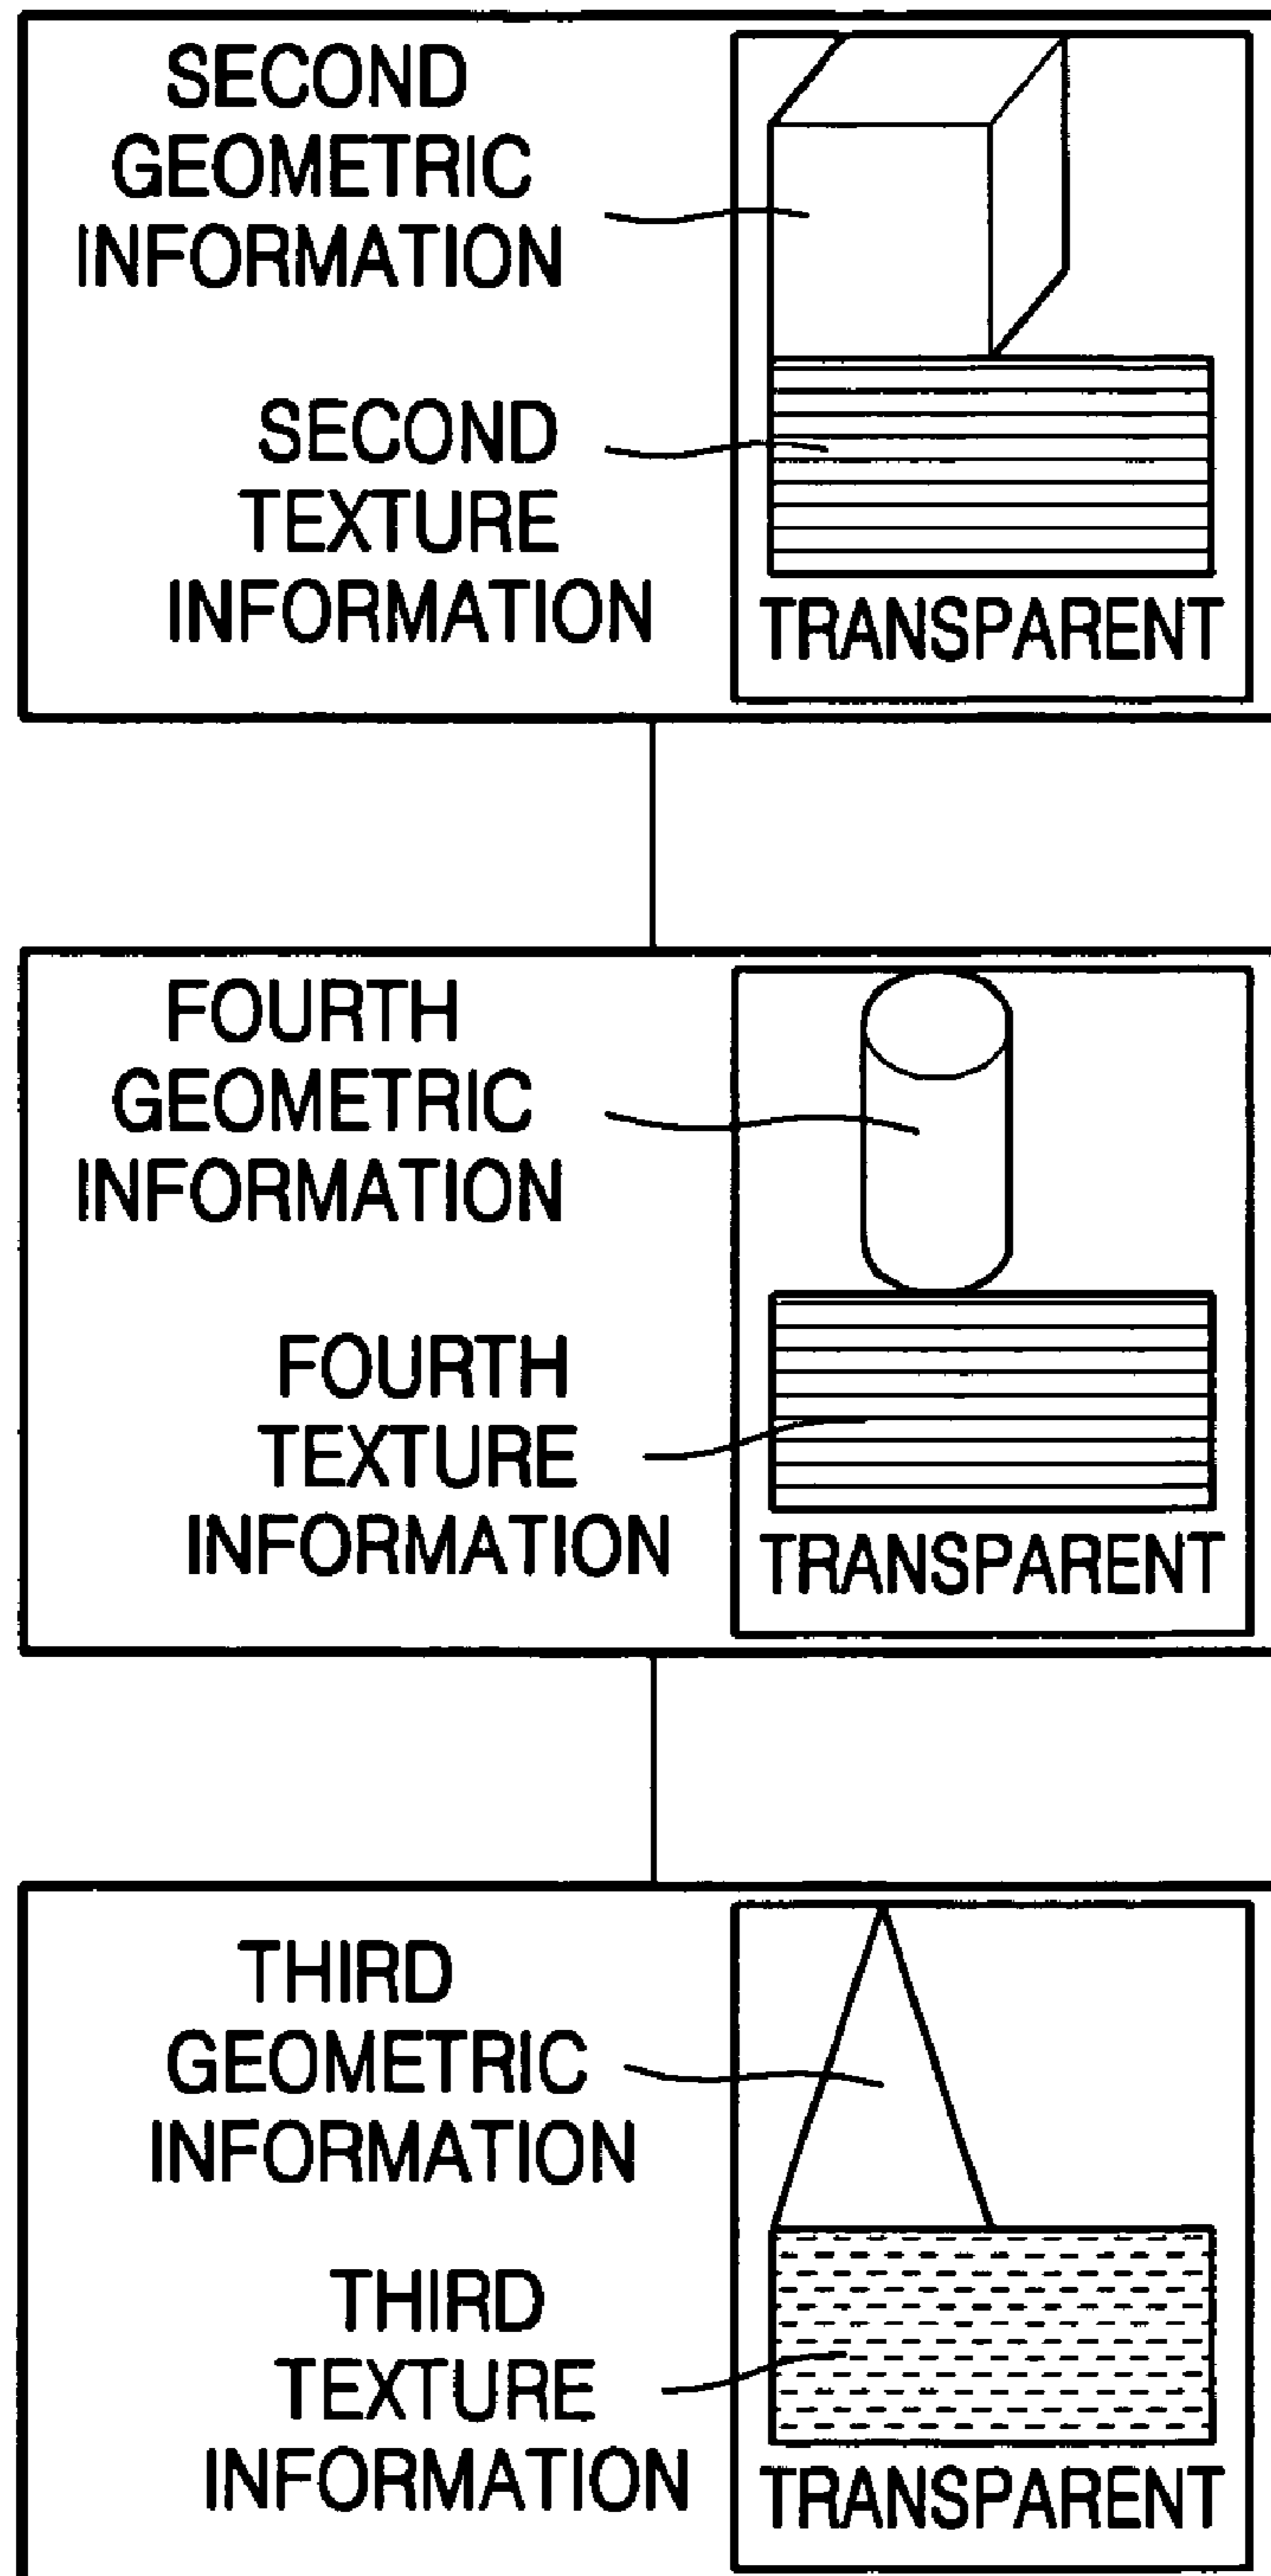 SECOND
GEOMETRIC
INFORMATION
SECOND
TEXTURE
INFORMATION
TRANSPARENT
FOURTH
GEOMETRIC
INFORMATION
FOURTH
TEXTURE
INFORMATION
TRANSPARENT
THIRD
GEOMETRIC
INFORMATION
THIRD
TEXTURE
INFORMATION
TRANSPARENT